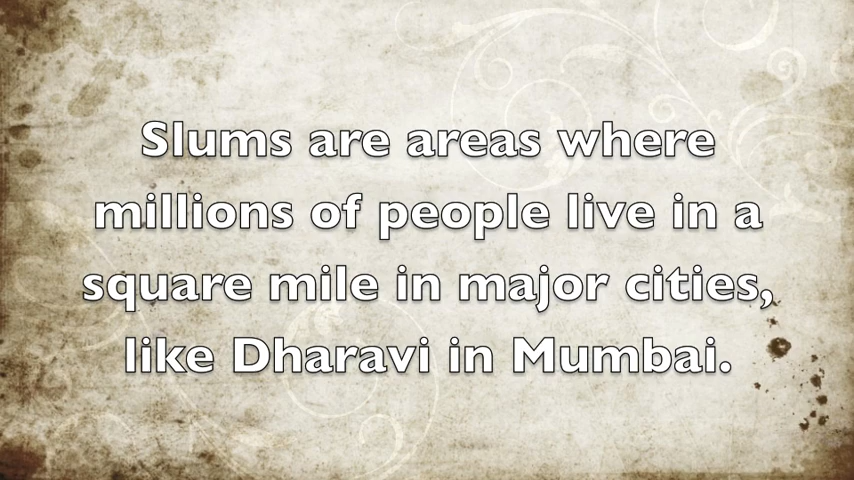 Slums are areas where
millions of people live in a
square mile in major cities,
like Dharavi in Mumbai.